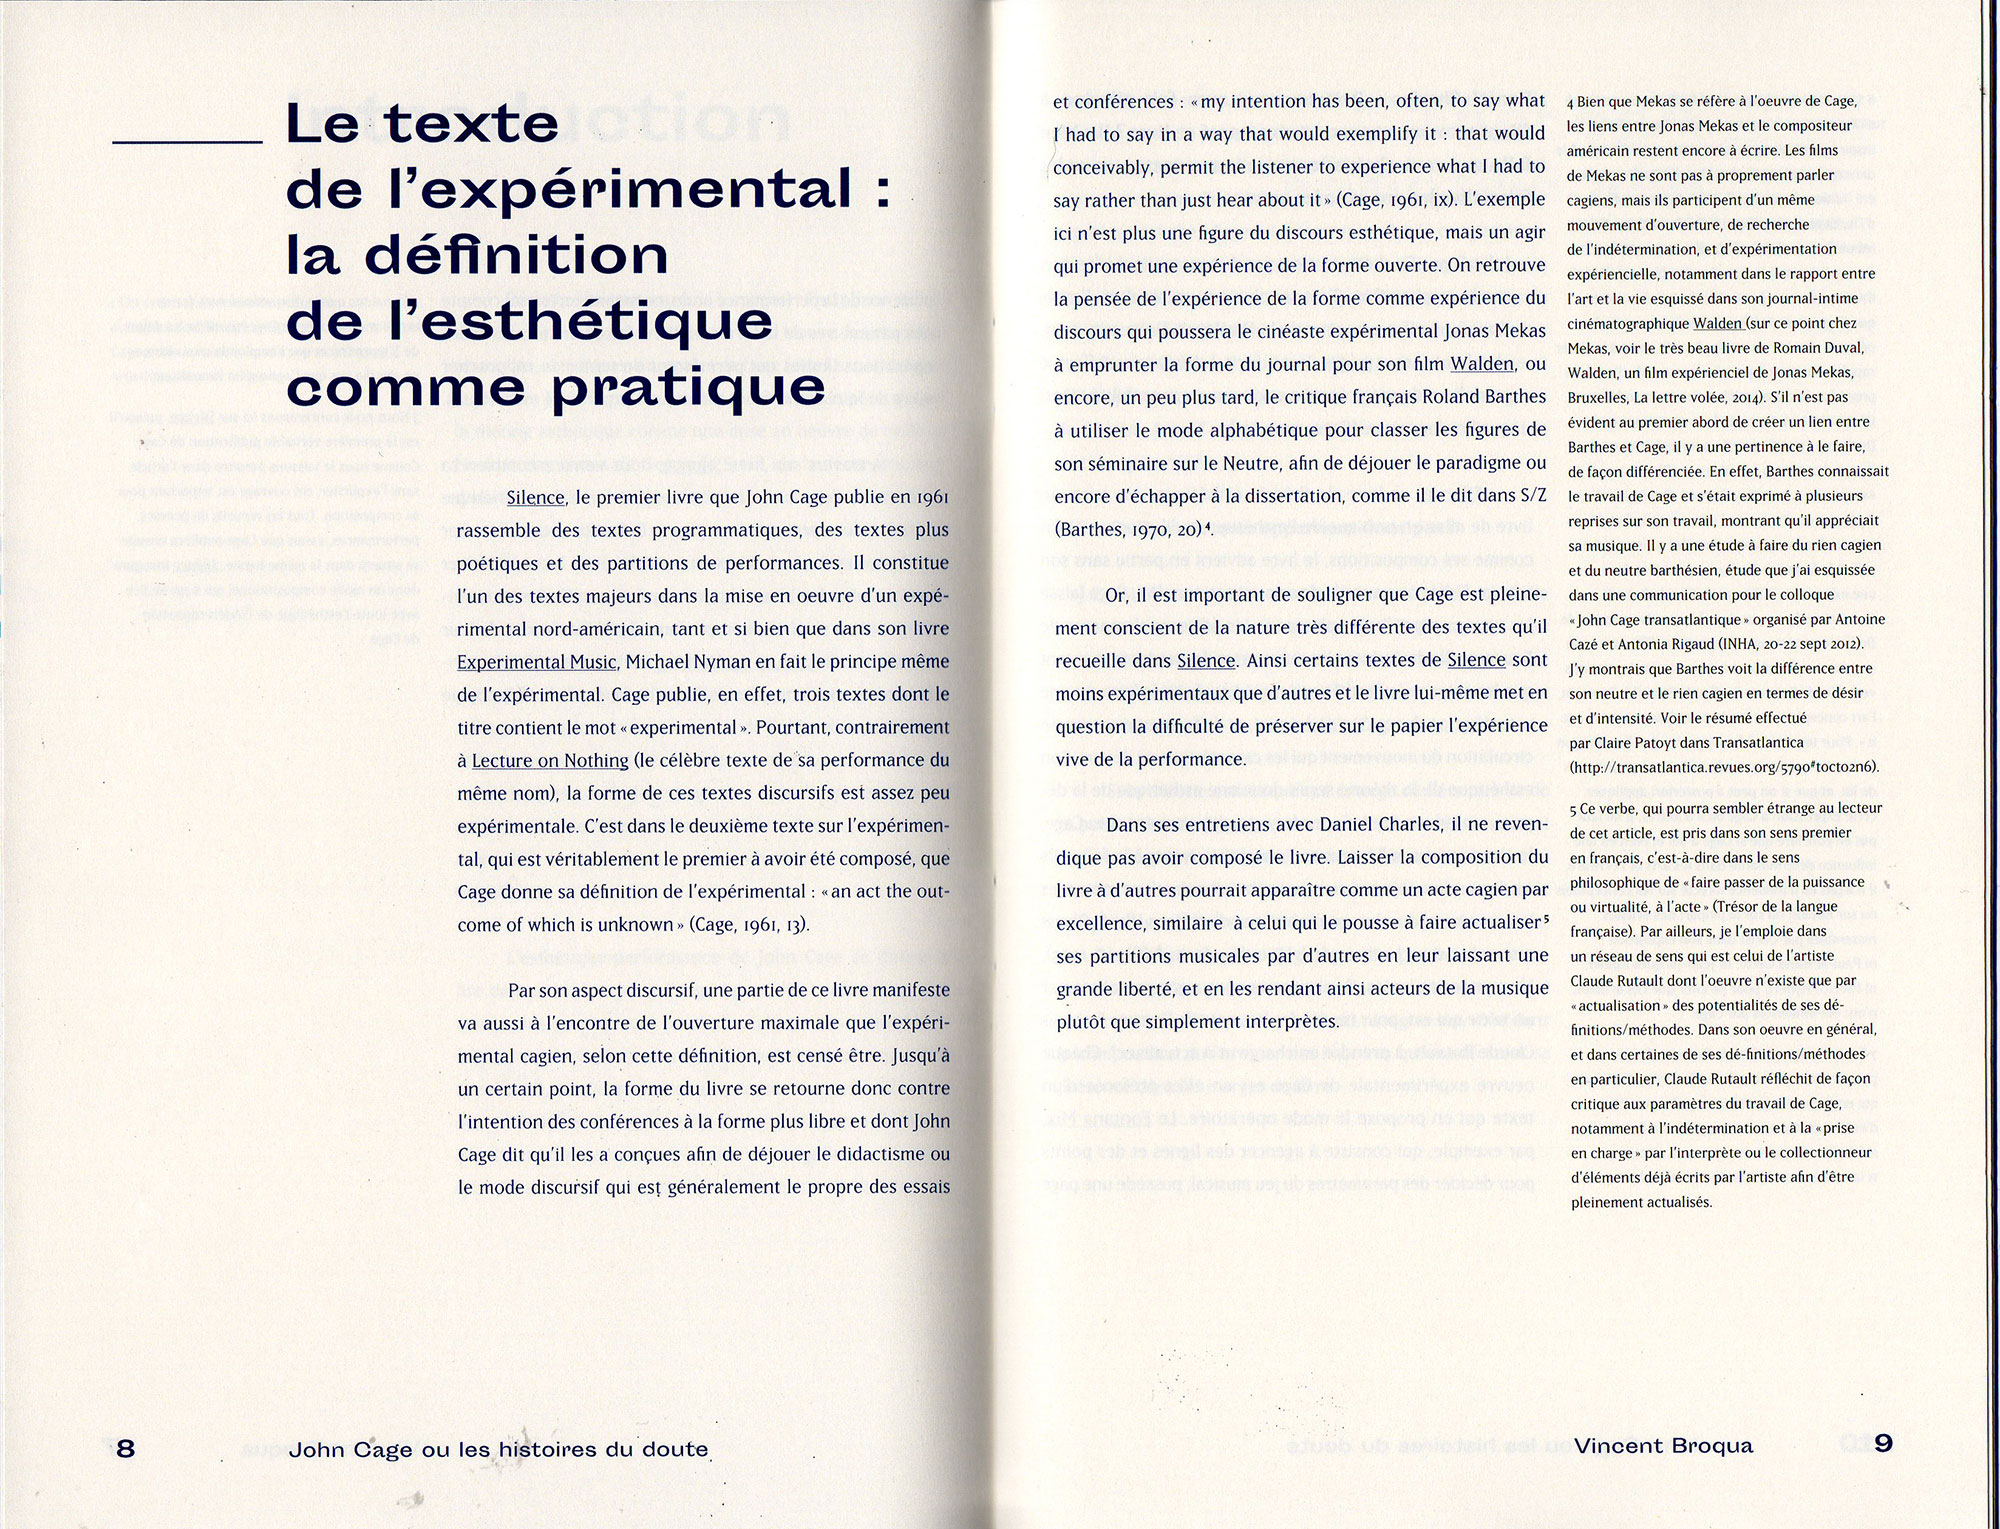 Le texte
de l’expérimental :
la définition
de l’esthétique
comme pratique
Silence, le premier livre que John Cage publie en 1961
rassemble des textes programmatiques, des textes plus
poétiques et des partitions de performances. Il constitue
l’un des textes majeurs dans la mise en oeuvre d’un expé-
rimental nord-américain, tant et si bien que dans son livre
Experimental Music, Michael Nyman en fait le principe même
de l’expérimental. Cage publie, en effet, trois textes dont le
titre contient le mot « experimental ». Pourtant, contrairement
à Lecture on Nothing (le célèbre texte de sa performance du
même nom), la forme de ces textes discursifs est assez peu
expérimentale. C’est dans le deuxième texte sur l’expérimen-
tal, qui est véritablement le premier à avoir été composé, que
Cage donne sa définition de l’expérimental : « an act the out-
come of which is unknown » (Cage, 1961, 13).
Par son aspect discursif, une partie de ce livre manifeste
va aussi à l’encontre de l’ouverture maximale que l’expéri-
mental cagien, selon cette définition, est censé être. Jusqu’à
un certain point, la forme du livre se retourne donc contre
l’intention des conférences à la forme plus libre et dont John
Cage dit qu’il les a conçues afin de déjouer le didactisme ou
le mode discursif qui est généralement le propre des essais
8
John Cage ou les histoires du doute
et conférences : « my intention has been, often, to say what
I had to say in a way that would exemplify it : that would
conceivably, permit the listener to experience what I had to
say rather than just hear about it » (Cage, 1961, ix). L’exemple
ici n’est plus une figure du discours esthétique, mais un agir
qui promet une expérience de la forme ouverte. On retrouve
la pensée de l’expérience de la forme comme expérience du
discours qui poussera le cinéaste expérimental Jonas Mekas
à emprunter la forme du journal pour son film Walden, ou
encore, un peu plus tard, le critique français Roland Barthes
à utiliser le mode alphabétique pour classer les figures de
son séminaire sur le Neutre, afin de déjouer le paradigme ou
encore d’échapper à la dissertation, comme il le dit dans S/Z
(Barthes, 1970, 20)⁴.
Or, il est important de souligner que Cage est pleine-
ment conscient de la nature très différente des textes qu’il
recueille dans Silence. Ainsi certains textes de Silence sont
moins expérimentaux que d’autres et le livre lui-même met en
question la difficulté de préserver sur le papier l’expérience
vive de la performance.
Dans ses entretiens avec Daniel Charles, il ne reven-
dique pas avoir composé le livre. Laisser la composition du
livre à d’autres pourrait apparaître comme un acte cagien par
excellence, similaire à celui qui le pousse à faire actualiser⁵
ses partitions musicales par d’autres en leur laissant une
grande liberté, et en les rendant ainsi acteurs de la musique
plutôt que simplement interprètes.
4 Bien que Mekas se réfère à l’oeuvre de Cage,
les liens entre Jonas Mekas et le compositeur
américain restent encore à écrire. Les films
de Mekas ne sont pas à proprement parler
cagiens, mais ils participent d’un même
mouvement d’ouverture, de recherche
de l’indétermination, et d’expérimentation
expériencielle, notamment dans le rapport entre
l’art et la vie esquissé dans son journal-intime
cinématographique Walden (sur ce point chez
Mekas, voir le très beau livre de Romain Duval,
Walden, un film expérienciel de Jonas Mekas,
Bruxelles, La lettre volée, 2014). S’il n’est pas
évident au premier abord de créer un lien entre
Barthes et Cage, il y a une pertinence à le faire,
de façon différenciée. En effet, Barthes connaissait
le travail de Cage et s’était exprimé à plusieurs
reprises sur son travail, montrant qu’il appréciait
sa musique. Il y a une étude à faire du rien cagien
et du neutre barthésien, étude que j’ai esquissée
dans une communication pour le colloque
« John Cage transatlantique » organisé par Antoine
Cazé et Antonia Rigaud (INHA, 20-22 sept 2012).
J’y montrais que Barthes voit la différence entre
son neutre et le rien cagien en termes de désir
et d’intensité. Voir le résumé effectué
par Claire Patoyt dans Transatlantica
(http://transatlantica.revues.org/5790#tocto2n6).
5 Ce verbe, qui pourra sembler étrange au lecteur
de cet article, est pris dans son sens premier
en français, c’est-à-dire dans le sens
philosophique de « faire passer de la puissance
ou virtualité, à l’acte » (Trésor de la langue
française). Par ailleurs, je l’emploie dans
un réseau de sens qui est celui de l’artiste
Claude Rutault dont l’oeuvre n’existe que par
« actualisation » des potentialités de ses dé-
finitions/méthodes. Dans son oeuvre en général,
et dans certaines de ses dé-finitions/méthodes
en particulier, Claude Rutault réfléchit de façon
critique aux paramètres du travail de Cage,
notamment à l’indétermination et à la « prise
en charge » par l’interprète ou le collectionneur
d’éléments déjà écrits par l’artiste afin d’être
pleinement actualisés.
Vincent Broqua
9